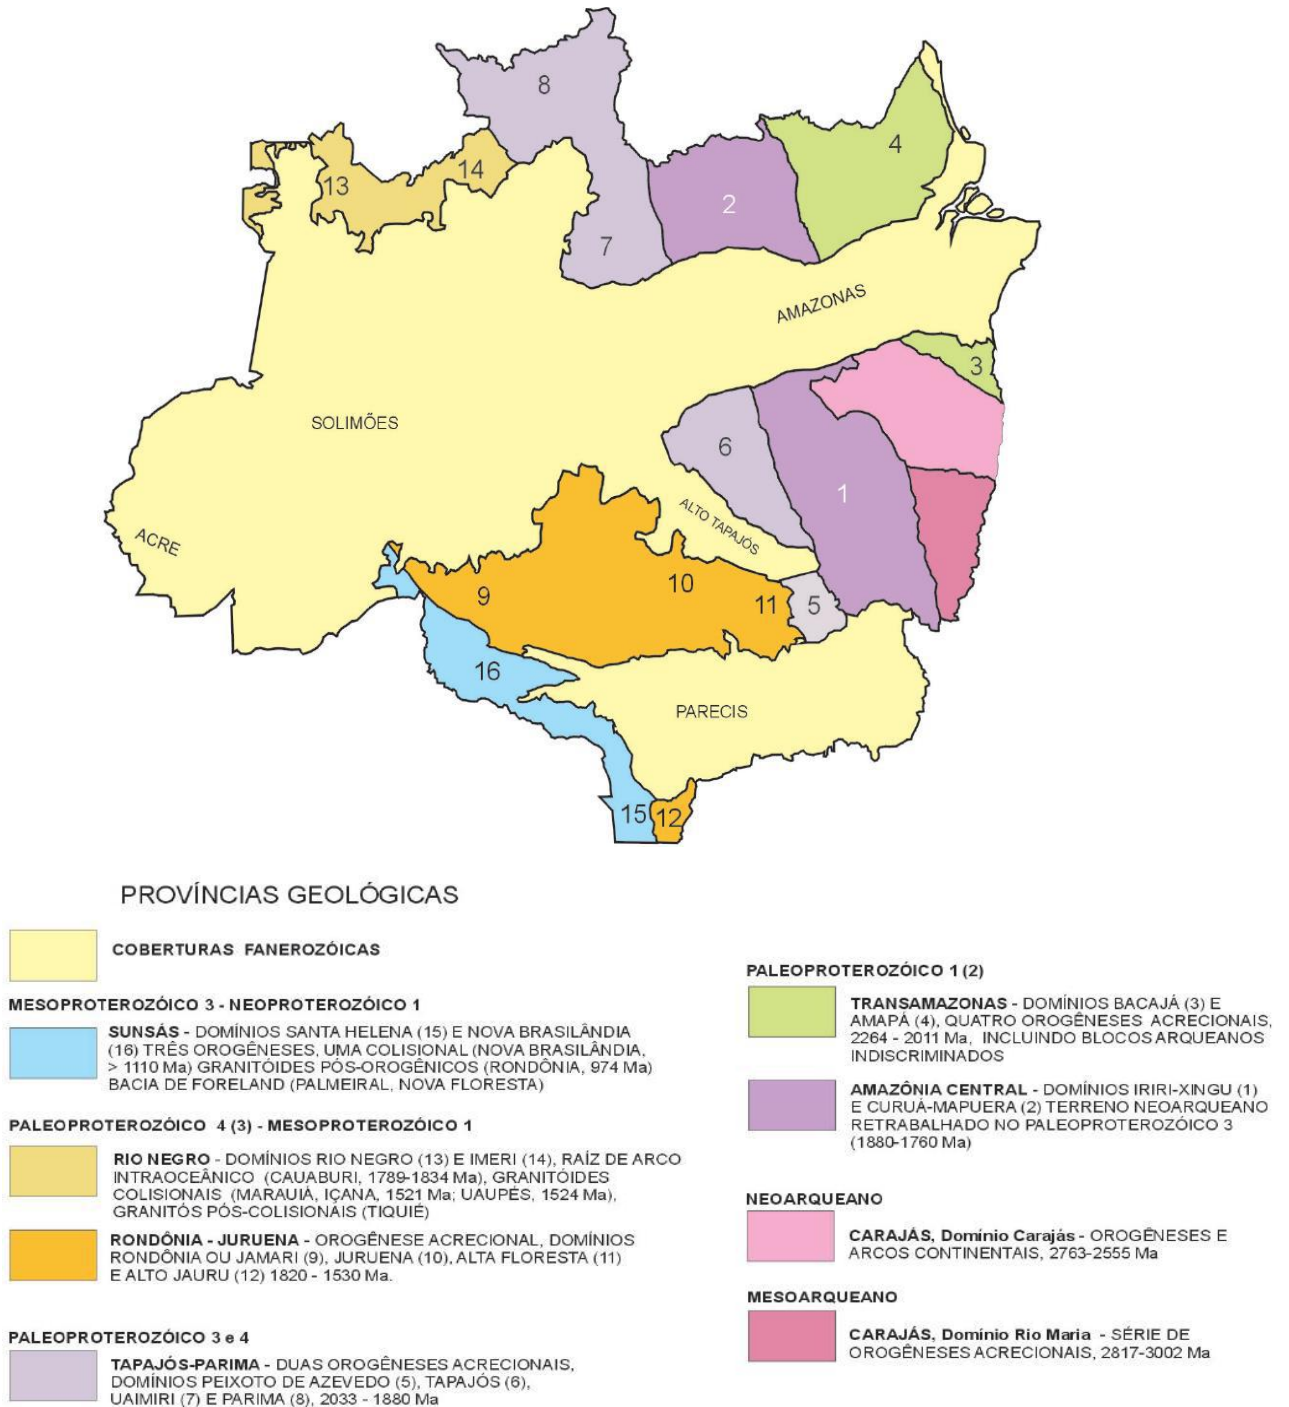 8
4
14
13
2
7
AMAZONAS
3
SOLIMÕES
6
1
ALTO TAPAJÓS
ACRE
9
10
11
5
16
PARECIS
15
12
PROVÍNCIAS GEOLÓGICAS
COBERTURAS FANEROZÓICAS
MESOPROTEROZÓICO 3 - NEOPROTEROZÓICO 1
SUNSÁS - DOMÍNIOS SANTA HELENA (15) E NOVA BRASILÂNDIA
(16) TRÊS OROGÊNESES, UMA COLISIONAL (NOVA BRASILÂNDIA,
> 1110 Ma) GRANITÓIDES PÓS-OROGÊNICOS (RONDÔNIA, 974 Ma)
BACIA DE FORELAND (PALMEIRAL, NOVA FLORESTA)
PALEOPROTEROZÓICO 4 (3) - MESOPROTEROZÓICO 1
RIO NEGRO - DOMÍNIOS RIO NEGRO (13) E IMERI (14), RAÍZ DE ARCO
INTRAOCEÂNICO (CAUABURI, 1789-1834 Ma), GRANITÓIDES
COLISIONAIS (MARAUIÁ, IÇANA, 1521 Ma; UAUPÉS, 1524 Ma),
GRANITOS PÓS-COLISIONAIS (TIQUIÉ)
RONDÔNIA - JURUENA - OROGÊNESE ACRECIONAL, DOMÍNIOS
RONDÔNIA OU JAMARI (9), JURUENA (10), ALTA FLORESTA (11)
E ALTO JAURU (12) 1820 - 1530 Ma.
PALEOPROTEROZÓICO 3 e 4
TAPAJÓS-PARIMA - DUAS OROGÊNESES ACRECIONAIS,
DOMÍNIOS PEIXOTO DE AZEVEDO (5), TAPAJÓS (6),
UAIMIRI (7) E PARIMA (8), 2033 - 1880 Ma
PALEOPROTEROZÓICO 1 (2)
TRANSAMAZONAS - DOMÍNIOS BACAJÁ (3) E
AMAPÁ (4), QUATRO OROGÊNESES ACRECIONAIS,
2264 - 2011 Ma, INCLUINDO BLOCOS ARQUEANOS
INDISCRIMINADOS
AMAZÔNIA CENTRAL - DOMÍNIOS IRIRI-XINGU (1)
E CURUÁ-MAPUERA (2) TERRENO NEOARQUEANO
RETRABALHADO NO PALEOPROTEROZÓICO 3
(1880-1760 Ma)
NEOARQUEANO
CARAJÁS, Domínio Carajás - OROGÊNESES E
ARCOS CONTINENTAIS, 2763-2555 Ma
MESOARQUEANO
CARAJÁS, Domínio Rio Maria - SÉRIE DE
OROGÊNESES ACRECIONAIS, 2817-3002 Ma